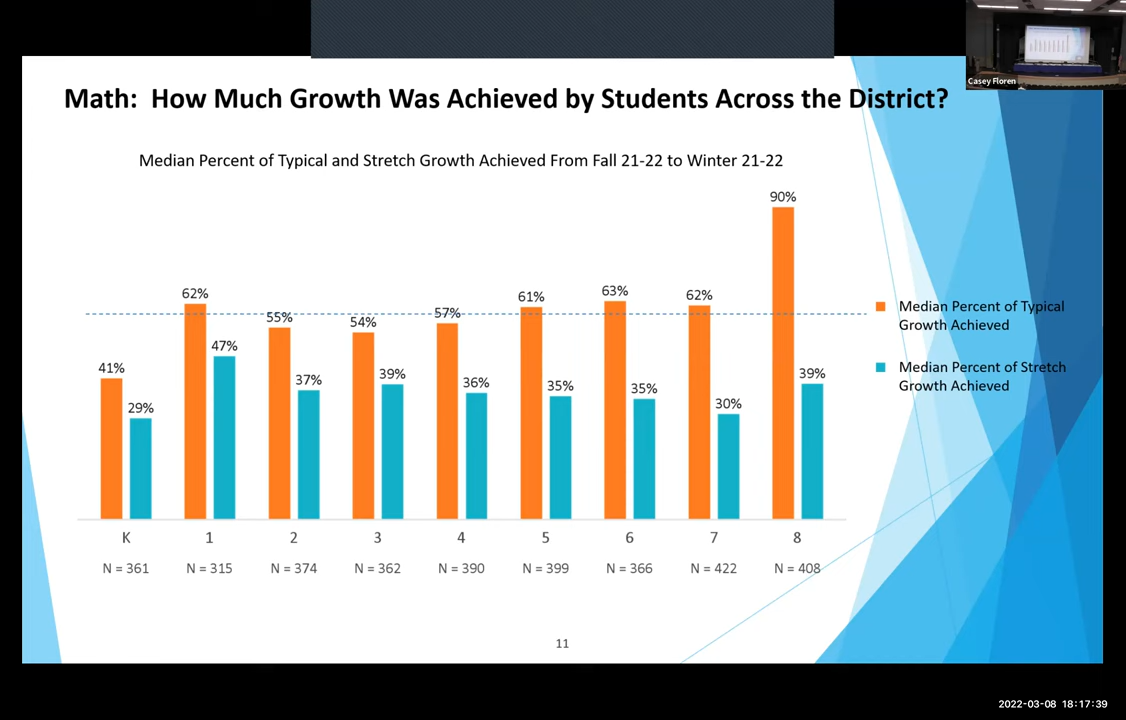 Casey Floren
Math:  How Much Growth Was Achieved by Students Across the District?
Median Percent of Typical and Stretch Growth Achieved From Fall 21-22 to Winter 21-22
41%
29%
62%
47%
55%
37%
54%
39%
57%
36%
61%
35%
63%
35%
62%
30%
90%
39%
Median Percent of Typical
Growth Achieved
Median Percent of Stretch
Growth Achieved
K 1 2 3 4 5 6 7 8
N = 361 N = 315 N = 374 N = 362 N = 390 N = 399 N = 366 N = 422 N = 408
11
2022-03-08 18:17:39